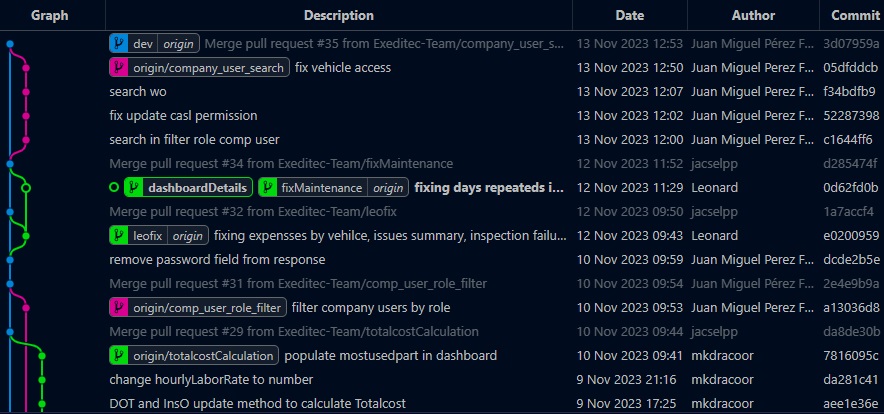 Graph Description Date Author Commit
dev origin Merge pull request #35 from Exeditec-Team/company_user_s... 13 Nov 2023 12:53 Juan Miguel Pérez F... 3d07959a
origin/company_user_search fix vehicle access 13 Nov 2023 12:50 Juan Miguel Perez F... 05dfddcb
search wo 13 Nov 2023 12:07 Juan Miguel Perez F... f34bdfb9
fix update casl permission 13 Nov 2023 12:02 Juan Miguel Perez F... 52287398
search in filter role comp user 13 Nov 2023 12:00 Juan Miguel Perez F... c1644ff6
Merge pull request #34 from Exeditec-Team/fixMaintenance 12 Nov 2023 11:52 jacselpp d285474f
dashboardDetails fixMaintenance origin fixing days repeateds i... 12 Nov 2023 11:29 Leonard 0d62fd0b
Merge pull request #32 from Exeditec-Team/leofix 12 Nov 2023 09:50 jacselpp 1a7accf4
leofix origin fixing expensses by vehilce, issues summary, inspection failu... 12 Nov 2023 09:43 Leonard e0200959
remove password field from response 10 Nov 2023 10:59 Juan Miguel Perez F... dcde2b5e
Merge pull request #31 from Exeditec-Team/comp_user_role_filter 10 Nov 2023 09:54 Juan Miguel Pérez F... 2e4e9b9a
origin/comp_user_role_filter filter company users by role 10 Nov 2023 09:53 Juan Miguel Perez F... a13036d8
Merge pull request #29 from Exeditec-Team/totalcostCalculation 10 Nov 2023 09:44 jacselpp da8de30b
origin/totalcostCalculation populate mostusedpart in dashboard 10 Nov 2023 09:41 mkdracoor 7816095c
change hourlyLaborRate to number 9 Nov 2023 21:16 mkdracoor da281c41
DOT and InsO update method to calculate Totalcost 9 Nov 2023 17:25 mkdracoor aee1e36e